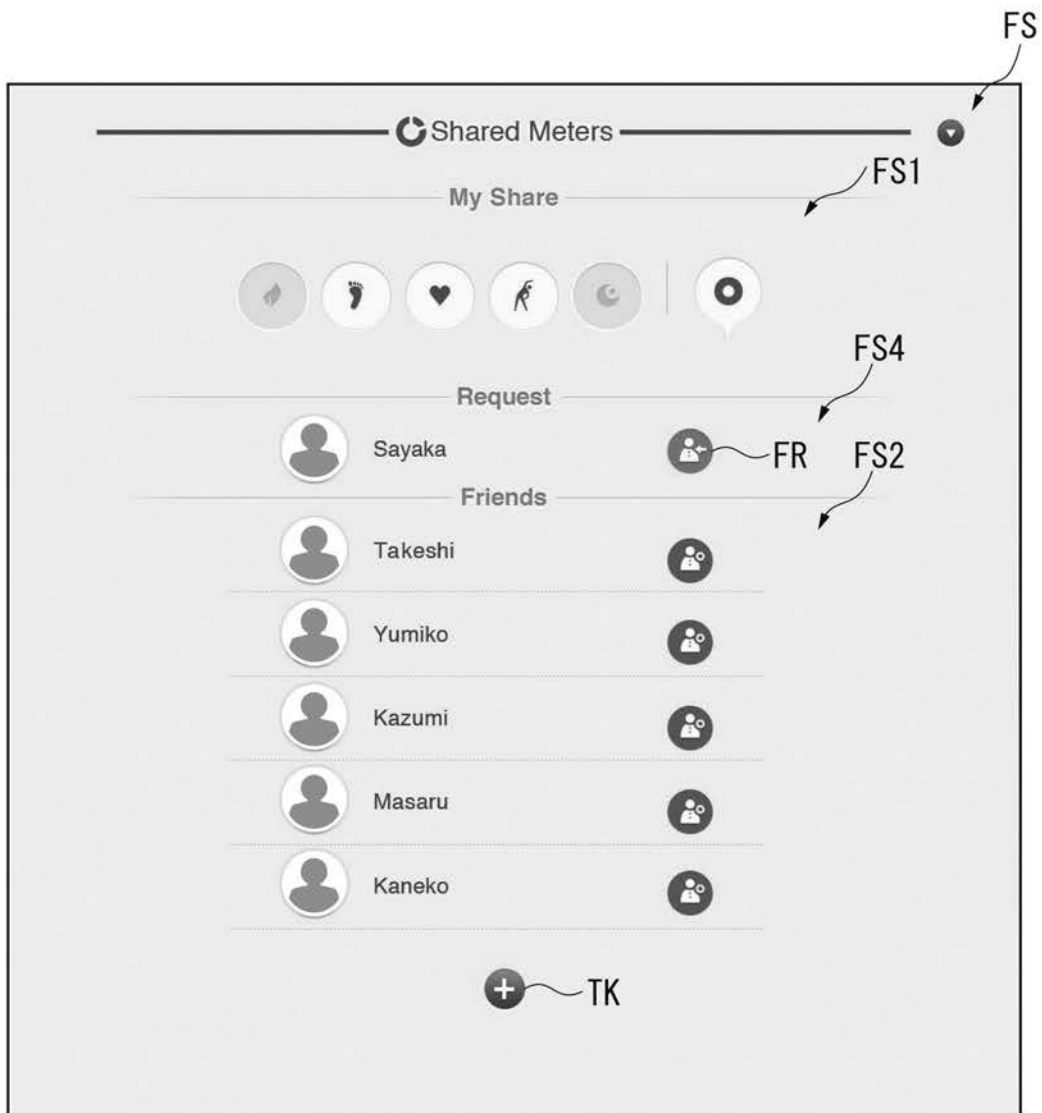 FS
Shared Meters
FS1
My Share
FS4
Request
Sayaka
FR
FS2
Friends
Takeshi
Yumiko
Kazumi
Masaru
Kaneko
TK